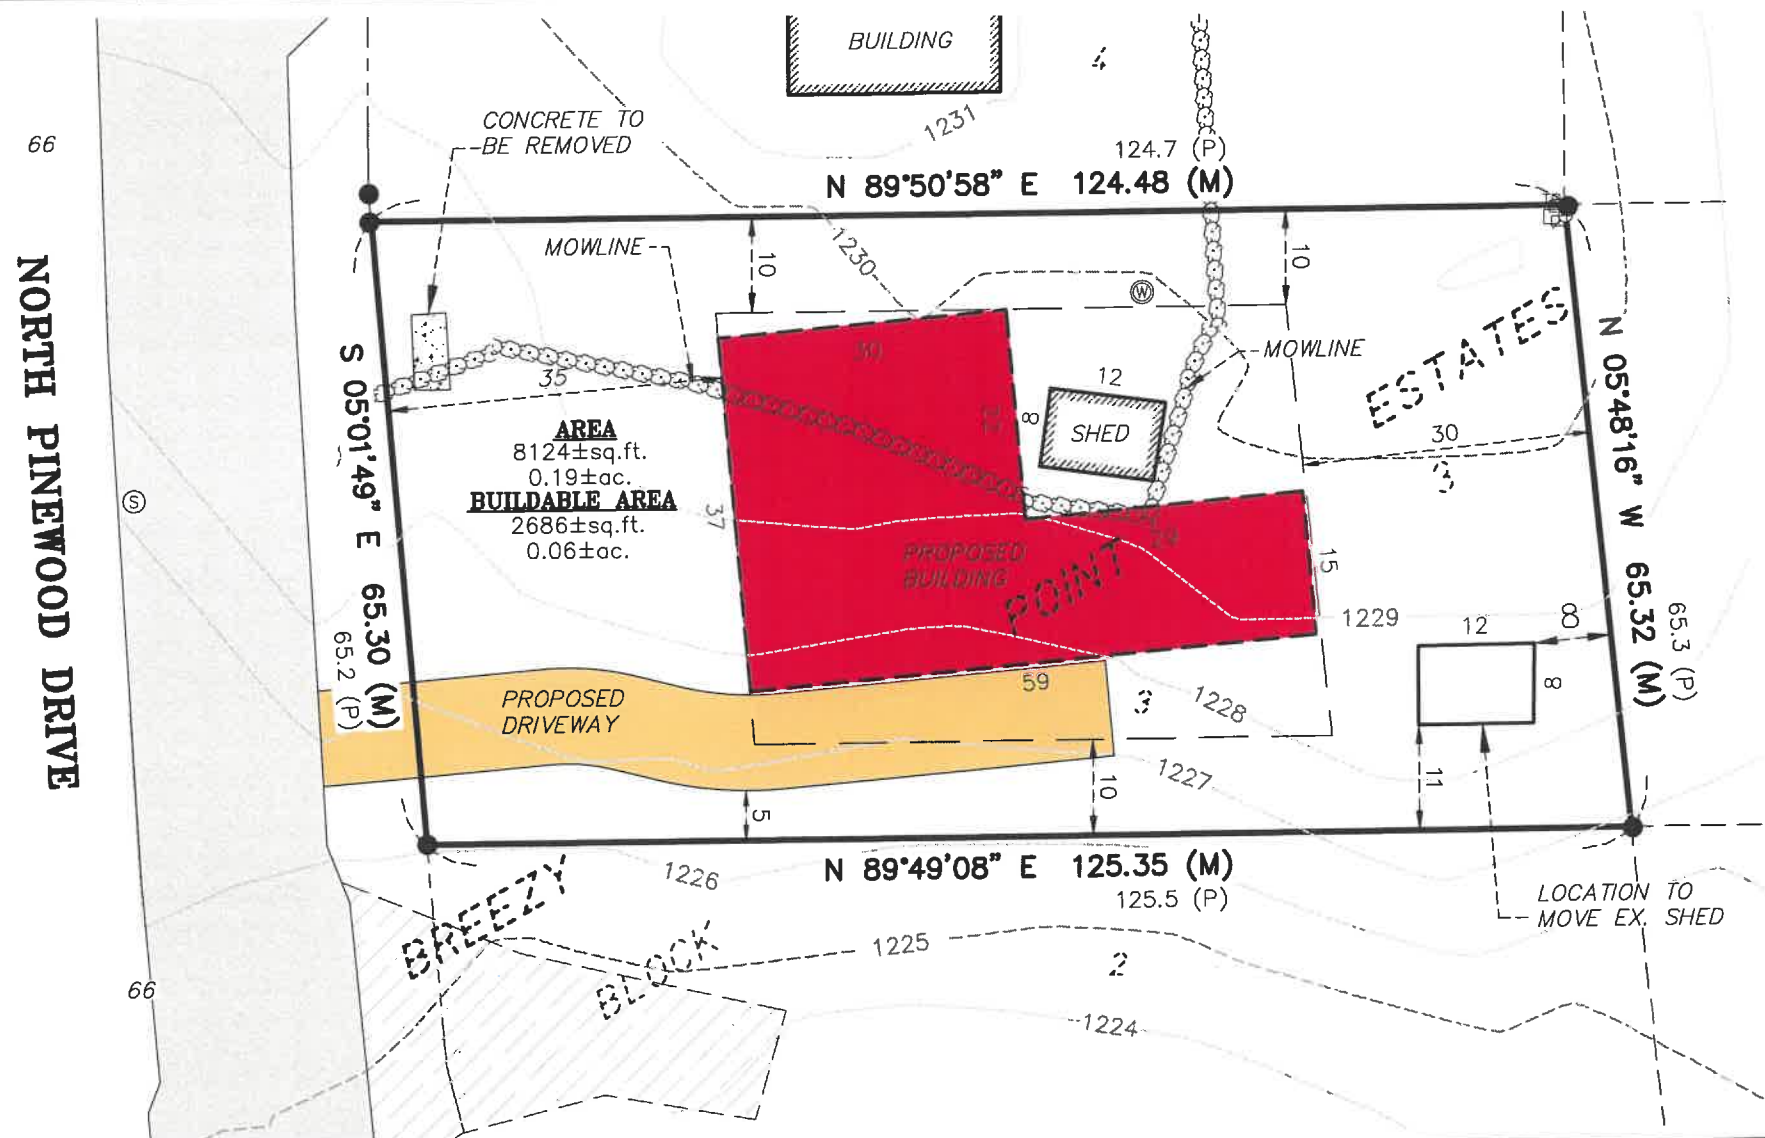 BUILDING
4
CONCRETE TO
BE REMOVED
1231
66
124.7 (P)
N 89°50'58" E 124.48 (M)
MOWLINE
1230
10
10
W
NORTH PINEWOOD DRIVE
S 05°01'49" E 65.30 (M)
65.2 (P)
35
30
22
MOWLINE
12
8
SHED
ESTATES
N 05°48'16" W 65.32 (M)
65.3 (P)
30
3
AREA
8124±sq.ft.
0.19±ac.
BUILDABLE AREA
2686±sq.ft.
0.06±ac.
S
37
PROPOSED
BUILDING
29
POINT
15
1229
12
8
8
PROPOSED
DRIVEWAY
59
3
1228
1227
10
11
5
N 89°49'08" E 125.35 (M)
125.5 (P)
1226
LOCATION TO
MOVE EX. SHED
BREEZY
BLOCK
1225
2
66
1224